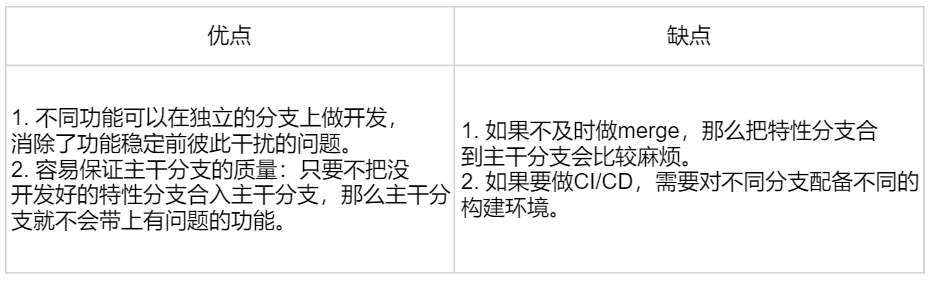 优点
缺点
1. 不同功能可以在独立的分支上做开发，
消除了功能稳定前彼此干扰的问题。
2. 容易保证主干分支的质量：只要不把没
开发好的特性分支合入主干分支，那么主干分
支就不会带上有问题的功能。
1. 如果不及时做merge，那么把特性分支合
到主干分支会比较麻烦。
2. 如果要做CI/CD，需要对不同分支配备不同的
构建环境。